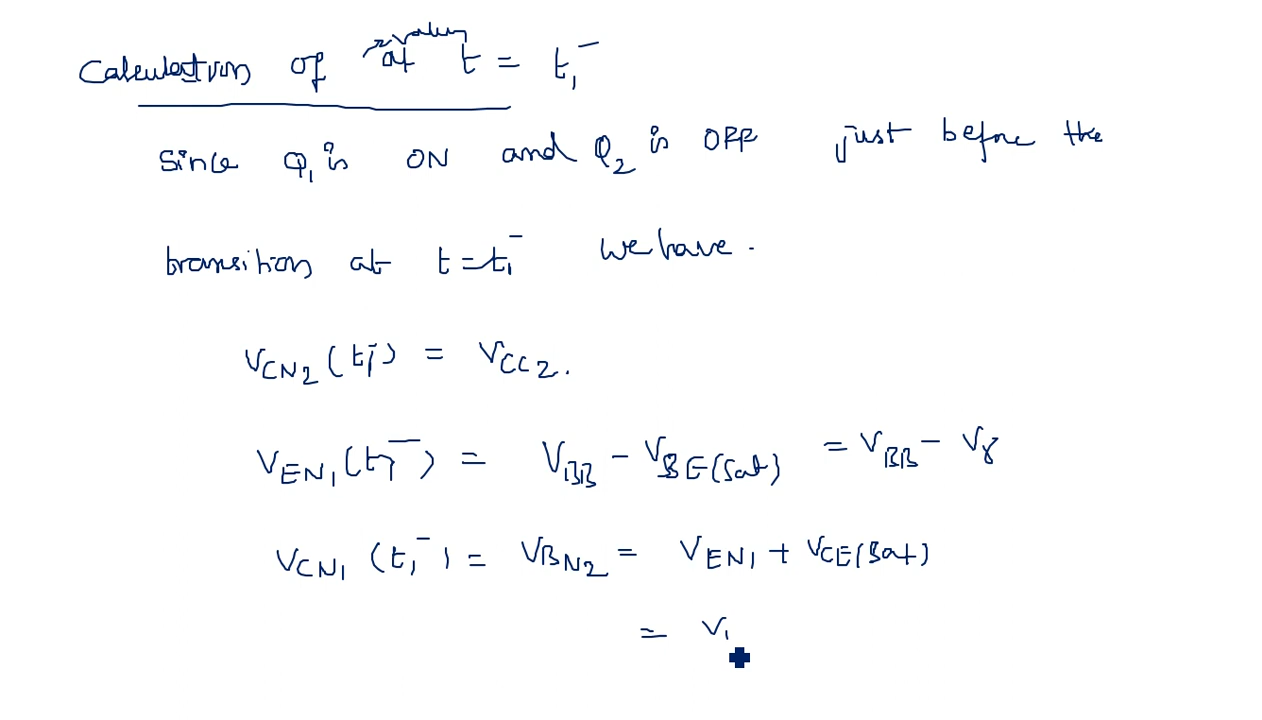 Calculation of values at t = t₁⁻
Since Q₁ is ON and Q₂ is OFF just before the
transition at t = t₁⁻ we have.
V_CN2 (t₁⁻) = V_CC2.
V_EN1 (t₁⁻) = V_BB - V_BE(Sat) = V_BB - Vγ
V_CN1 (t₁⁻) = V_BN2 = V_EN1 + V_CE(Sat)
= V₁